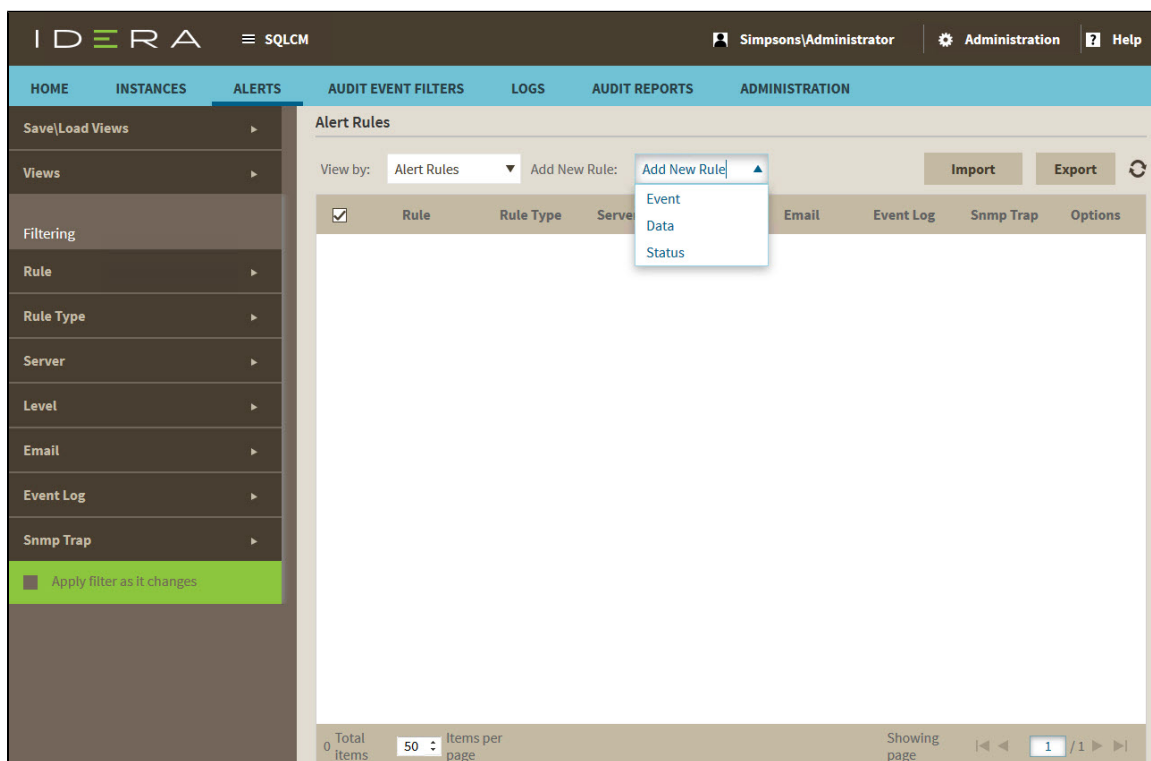 IDERA
SQLCM
Simpsons\Administrator
Administration
? Help
HOME INSTANCES ALERTS AUDIT EVENT FILTERS LOGS AUDIT REPORTS ADMINISTRATION
Save\Load Views
Views
Filtering
Rule
Rule Type
Server
Level
Email
Event Log
Snmp Trap
Apply filter as it changes
Alert Rules
View by: Alert Rules Add New Rule: Add New Rule Import Export
Event
Data
Status
Rule Rule Type Server Email Event Log Snmp Trap Options
0 Total items 50 Items per page Showing page 1 / 1